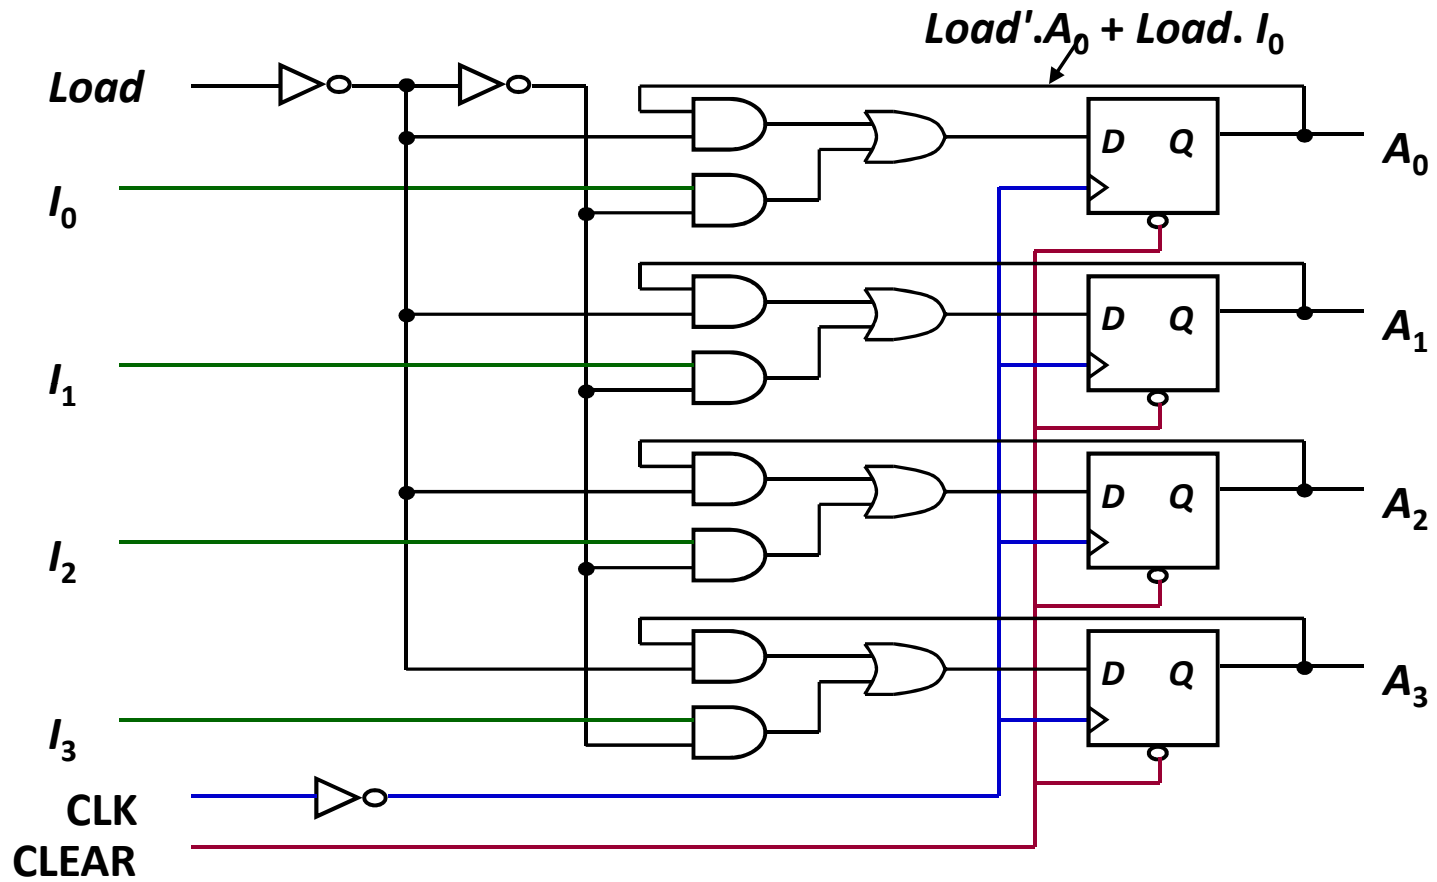 Load'.A₀ + Load. I₀
Load
D Q
A₀
I₀
D Q
A₁
I₁
D Q
A₂
I₂
D Q
A₃
I₃
CLK
CLEAR